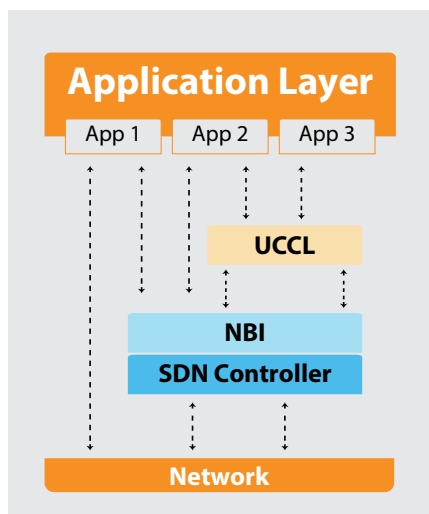 Application Layer
App 1
App 2
App 3
UCCL
NBI
SDN Controller
Network